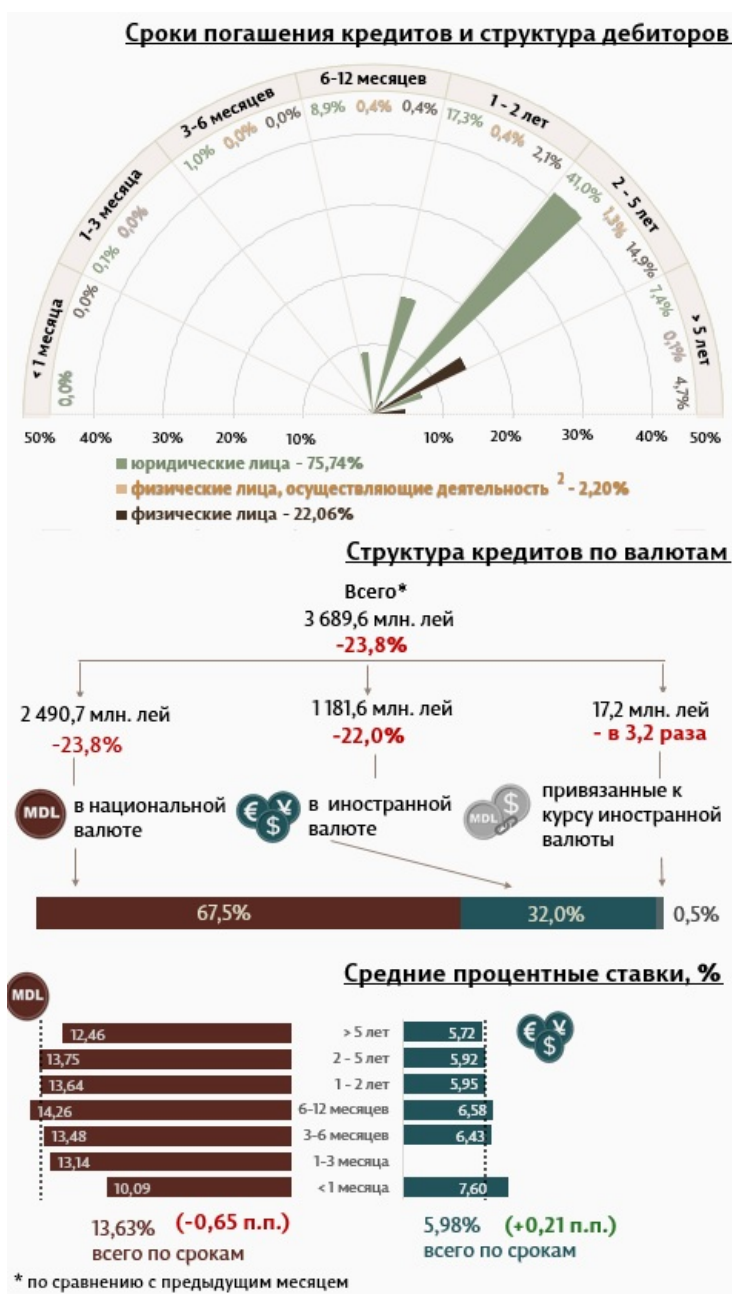 Сроки погашения кредитов и структура дебиторов
< 1 месяца
1-3 месяца
3-6 месяцев
6-12 месяцев
1 - 2 лет
2 - 5 лет
> 5 лет
0,0%
0,0%
0,1%
0,0%
1,0%
0,0%
0,0%
8,9%
0,4%
0,4%
17,3%
0,4%
2,1%
41,0%
1,3%
14,9%
7,4%
0,1%
4,7%
50% 40% 30% 20% 10% 10% 20% 30% 40% 50%
юридические лица - 75,74%
физические лица, осуществляющие деятельность 2 - 2,20%
физические лица - 22,06%
Структура кредитов по валютам
Всего*
3 689,6 млн. лей
-23,8%
2 490,7 млн. лей
-23,8%
1 181,6 млн. лей
-22,0%
17,2 млн. лей
- в 3,2 раза
MDL
в национальной
валюте
€ ¥ $
в иностранной
валюте
MDL $
привязанные к
курсу иностранной
валюты
67,5% 32,0% 0,5%
Средние процентные ставки, %
MDL
€ ¥ $
12,46 > 5 лет 5,72
13,75 2 - 5 лет 5,92
13,64 1 - 2 лет 5,95
14,26 6-12 месяцев 6,58
13,48 3-6 месяцев 6,43
13,14 1-3 месяца
10,09 < 1 месяца 7,60
13,63% (-0,65 п.п.)
всего по срокам
5,98% (+0,21 п.п.)
всего по срокам
* по сравнению с предыдущим месяцем